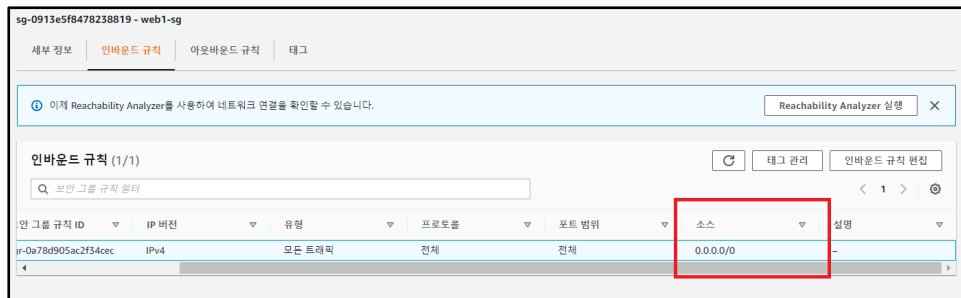 sg-0913e5f8478238819 - web1-sg
세부 정보 인바운드 규칙 아웃바운드 규칙 태그
이제 Reachability Analyzer를 사용하여 네트워크 연결을 확인할 수 있습니다. Reachability Analyzer 실행
인바운드 규칙 (1/1) 태그 관리 인바운드 규칙 편집
보안 그룹 규칙 필터 1
안 그룹 규칙 ID IP 버전 유형 프로토콜 포트 범위 소스 설명
gr-0a78d905ac2f34cec IPv4 모든 트래픽 전체 전체 0.0.0.0/0 –